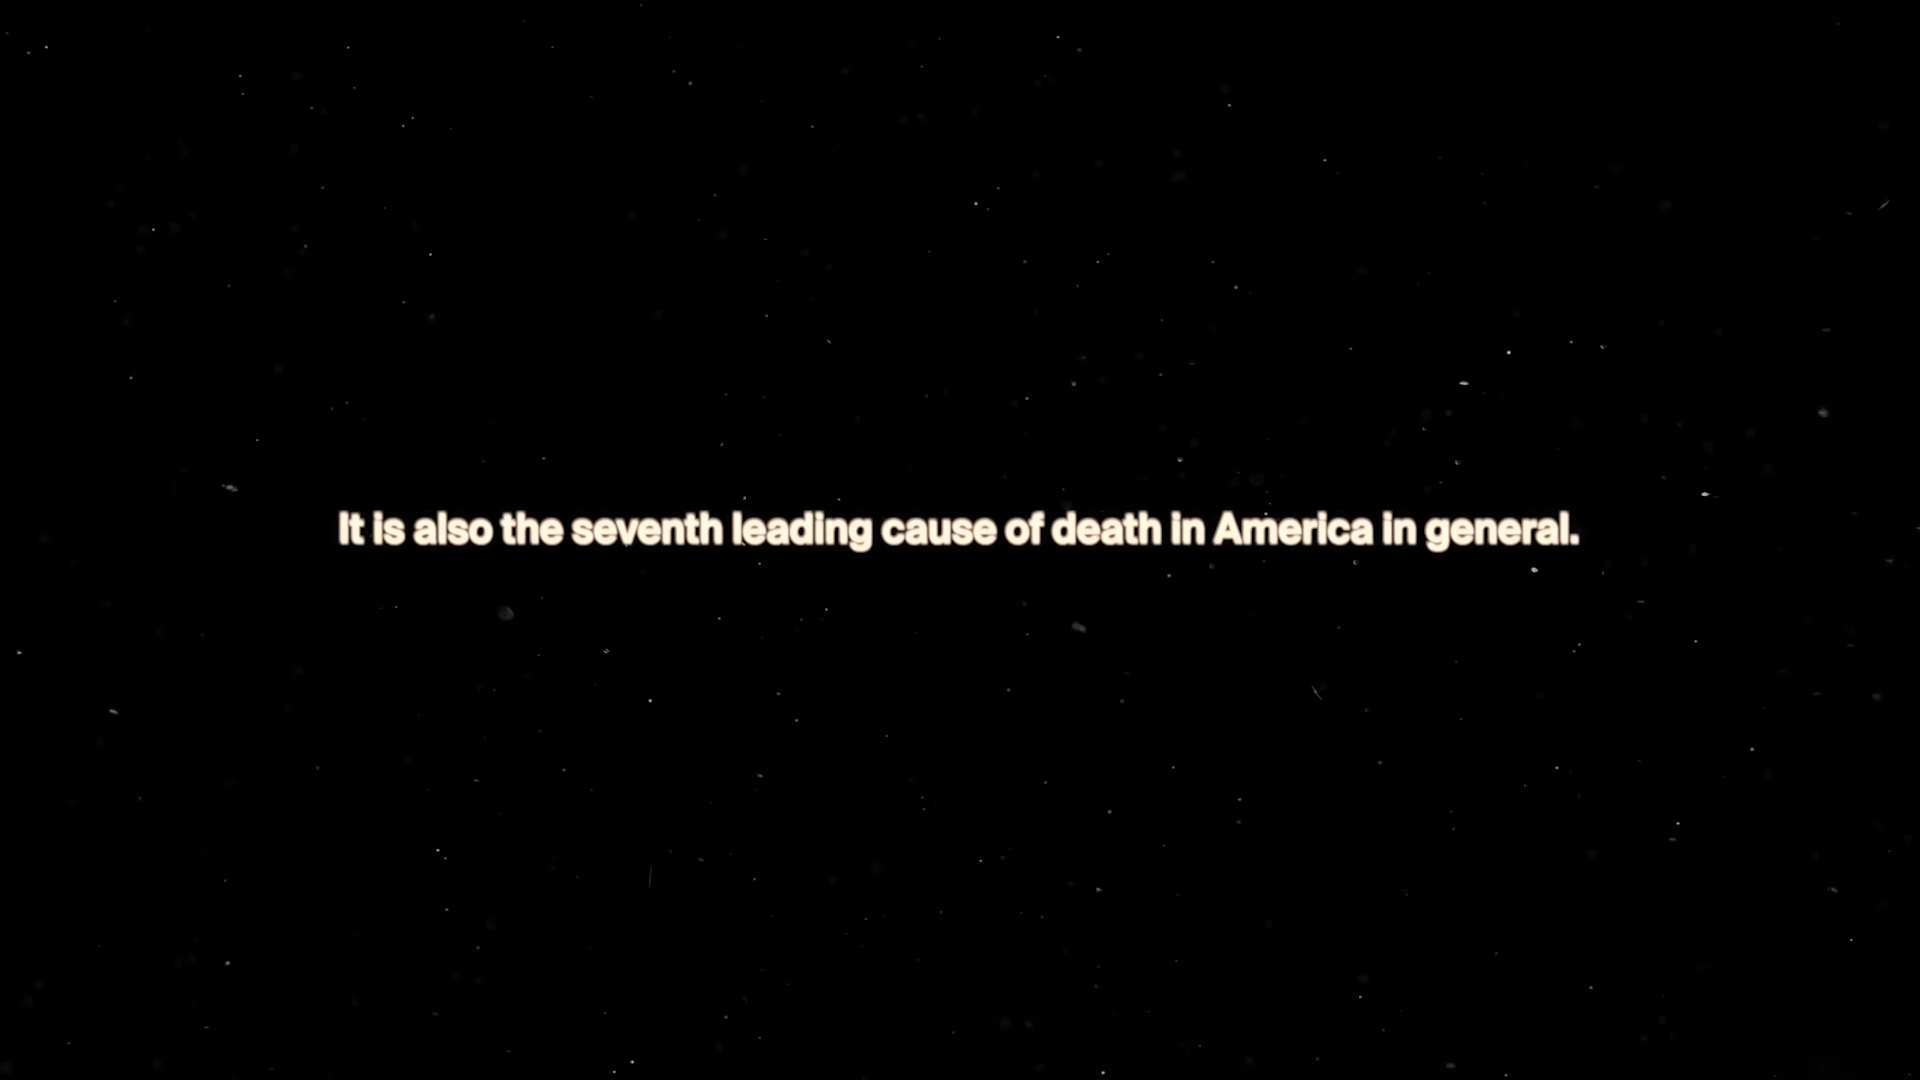 It is also the seventh leading cause of death in America in general.